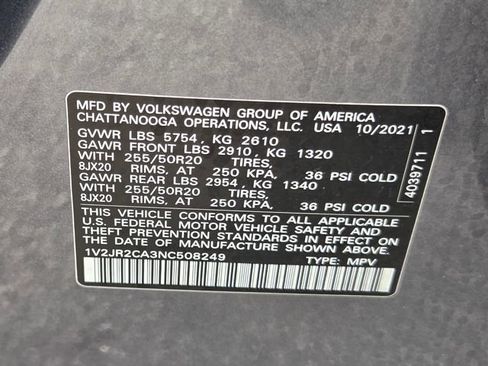 MFD BY VOLKSWAGEN GROUP OF AMERICA
CHATTANOOGA OPERATIONS, LLC. USA 10/2021
GVWR LBS 5754, KG 2610
GAWR FRONT LBS 2910, KG 1320
WITH 255/50R20 TIRES,
8JX20 RIMS, AT 250 KPA, 36 PSI COLD
GAWR REAR LBS 2954, KG 1340
WITH 255/50R20 TIRES,
8JX20 RIMS, AT 250 KPA, 36 PSI COLD
THIS VEHICLE CONFORMS TO ALL APPLICABLE
U.S. FEDERAL MOTOR VEHICLE SAFETY AND
THEFT PREVENTION STANDARDS IN EFFECT ON THE
DATE OF MANUFACTURE SHOWN ABOVE.
1V2JR2CA3NC508249
TYPE: MPV
4039711 1